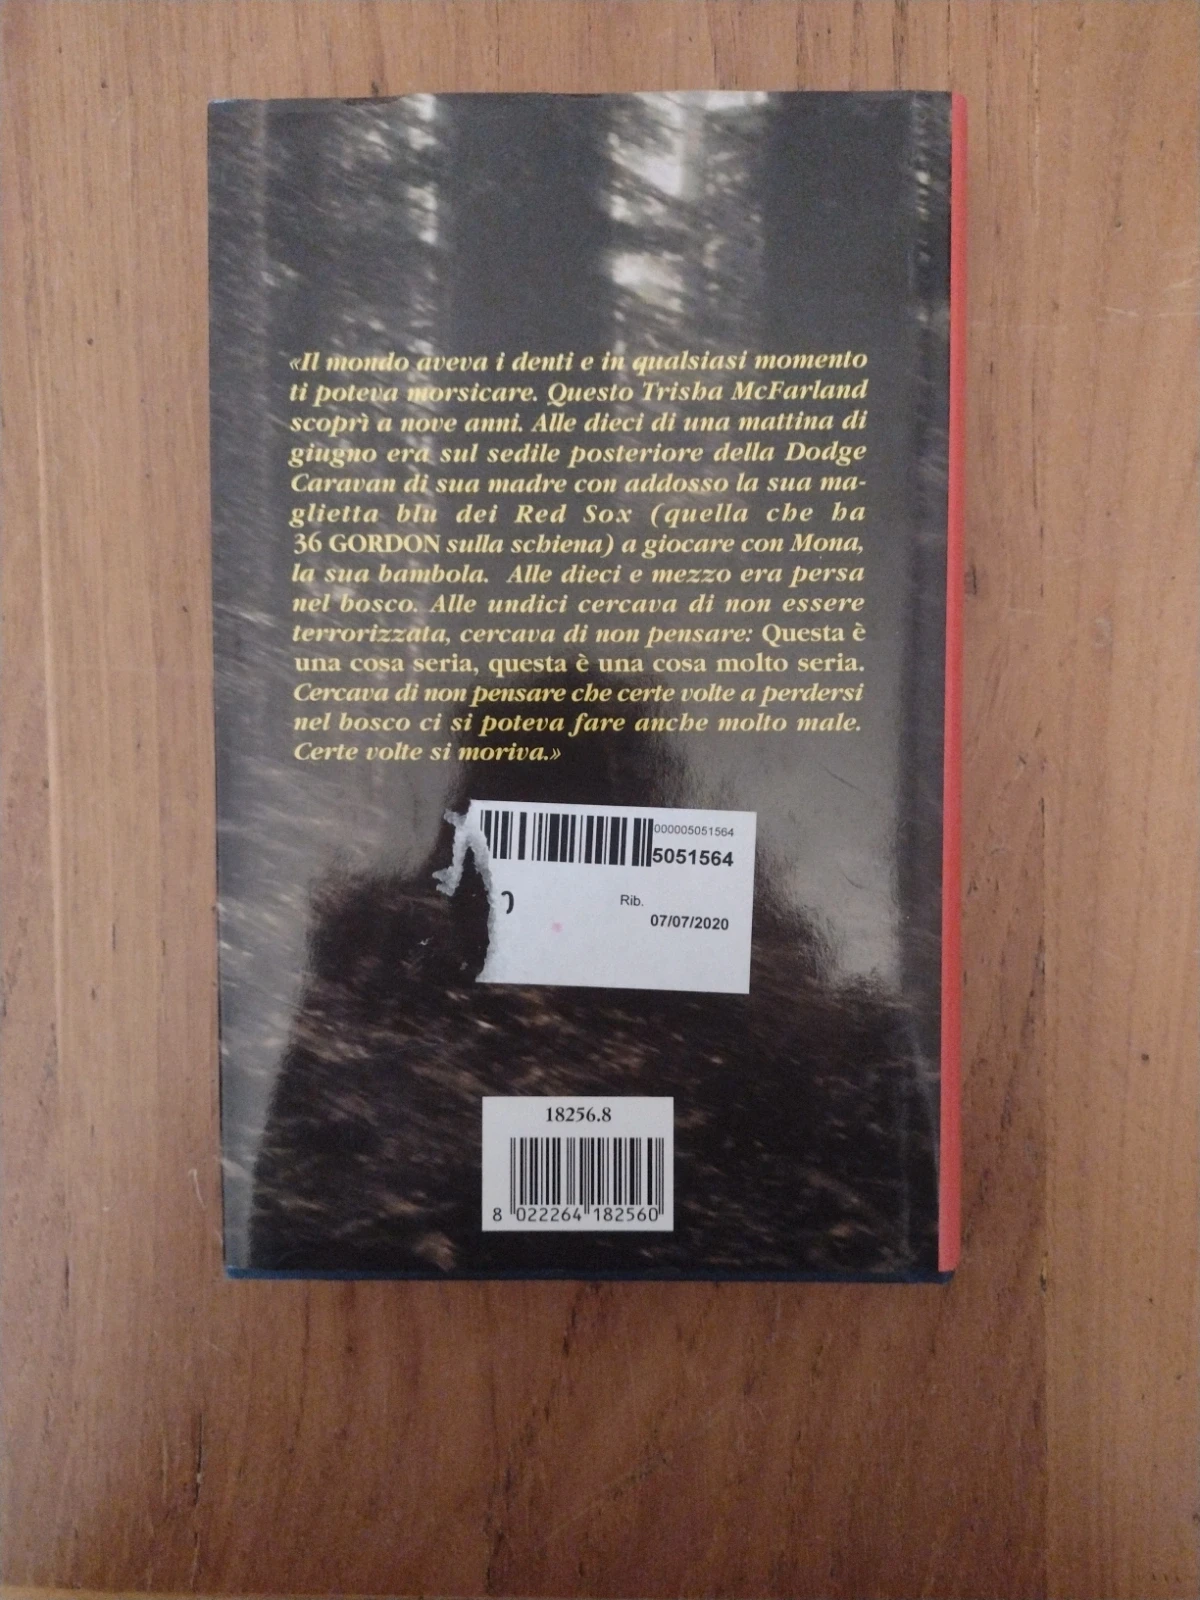 «Il mondo aveva i denti e in qualsiasi momento
ti poteva morsicare. Questo Trisha McFarland
scoprì a nove anni. Alle dieci di una mattina di
giugno era sul sedile posteriore della Dodge
Caravan di sua madre con addosso la sua ma-
glietta blu dei Red Sox (quella che ha
36 GORDON sulla schiena) a giocare con Mona,
la sua bambola. Alle dieci e mezzo era persa
nel bosco. Alle undici cercava di non essere
terrorizzata, cercava di non pensare: Questa è
una cosa seria, questa è una cosa molto seria.
Cercava di non pensare che certe volte a perdersi
nel bosco ci si poteva fare anche molto male.
Certe volte si moriva.»
000005051564
5051564
Rib.
07/07/2020
18256.8
8 022264 182560